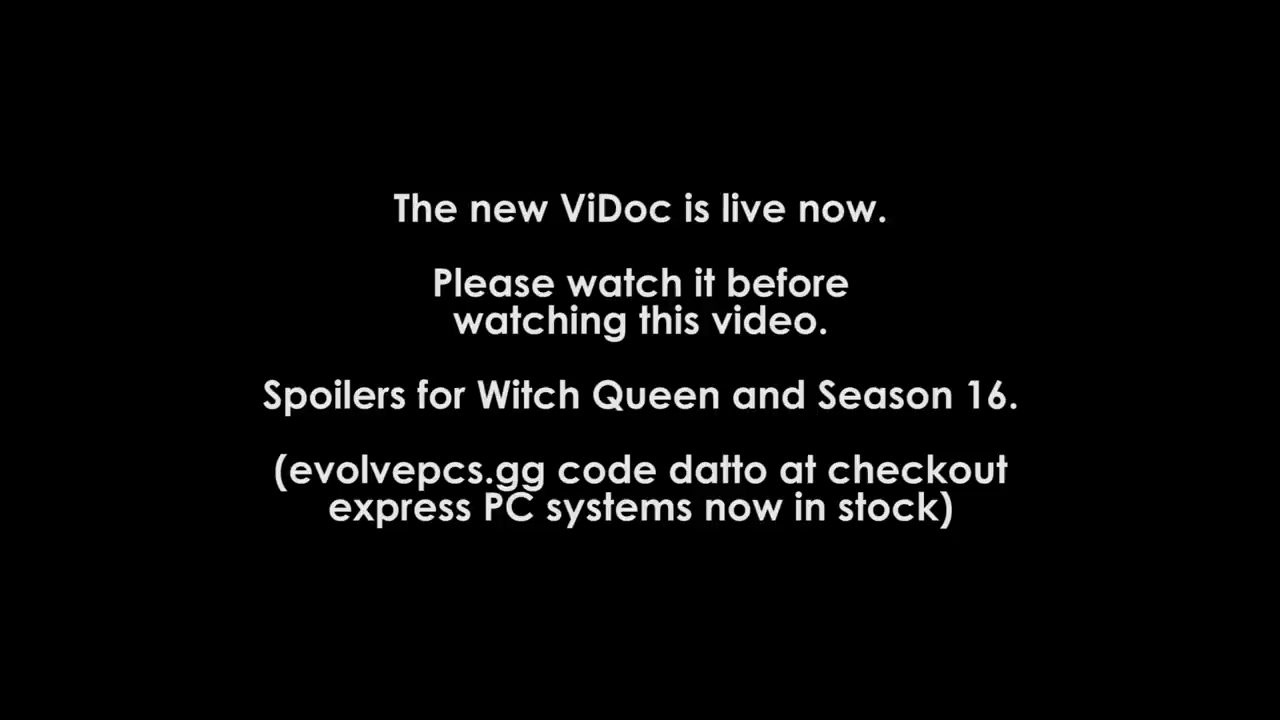 The new ViDoc is live now.
Please watch it before
watching this video.
Spoilers for Witch Queen and Season 16.
(evolvepcs.gg code datto at checkout
express PC systems now in stock)